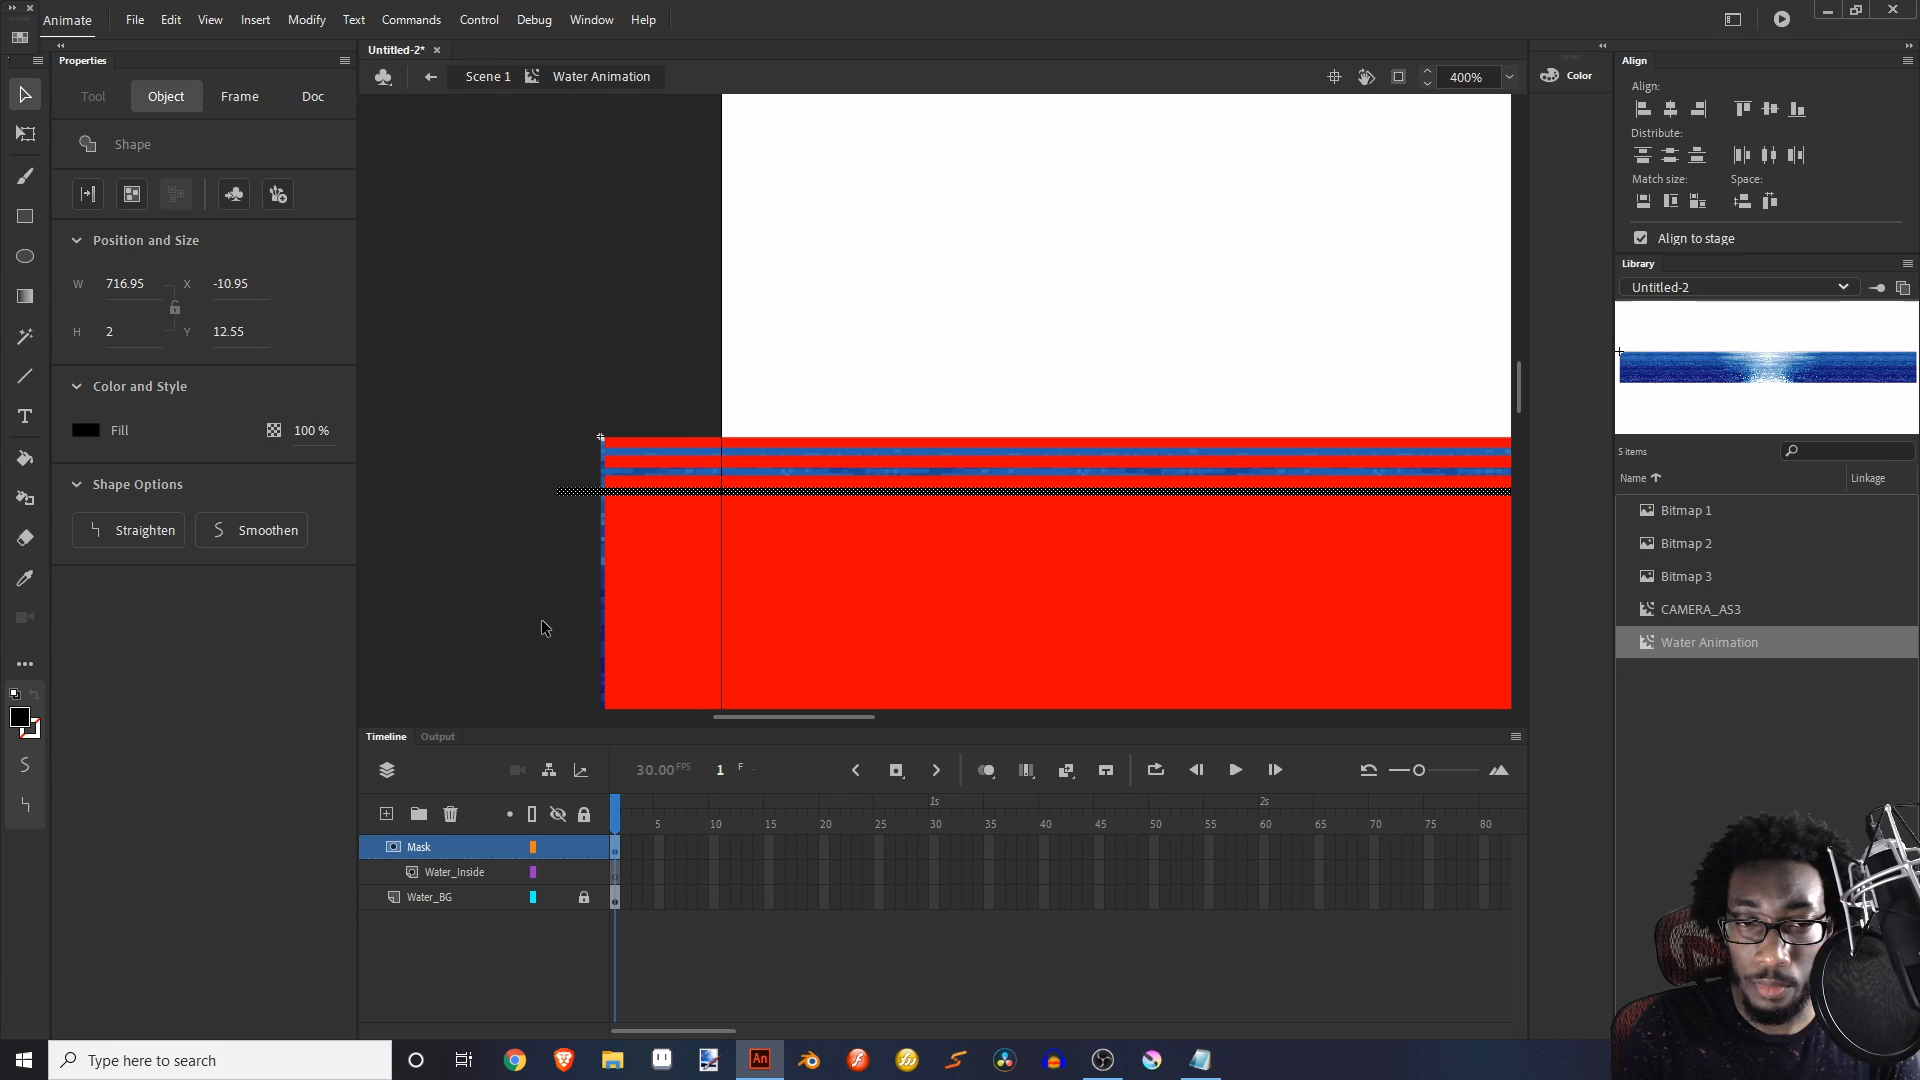 Animate
File Edit View Insert Modify Text Commands Control Debug Window Help
Properties
Untitled-2*
Align
Tool Object Frame Doc
Scene 1 Water Animation 400%
Color
Align:
Distribute:
Match size: Space:
Align to stage
Shape
Position and Size
W 716.95 X -10.95
H 2 Y 12.55
Color and Style
Fill 100 %
Shape Options
Straighten Smoothen
Library
Untitled-2
5 items
Name Linkage
Bitmap 1
Bitmap 2
Bitmap 3
CAMERA_AS3
Water Animation
Timeline Output
30.00 FPS 1 F
1s 2s
5 10 15 20 25 30 35 40 45 50 55 60 65 70 75 80
Mask
Water_Inside
Water_BG
Type here to search
An